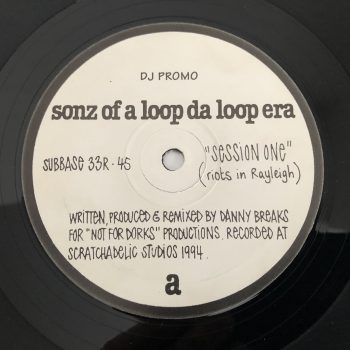 DJ PROMO
sonz of a loop da loop era
SUBBASE 33R·45
"SESSION ONE"
(riots in Rayleigh)
WRITTEN, PRODUCED & REMIXED BY DANNY BREAKS
FOR "NOT FOR DORKS" PRODUCTIONS. RECORDED AT
SCRATCHADELIC STUDIOS 1994.
a